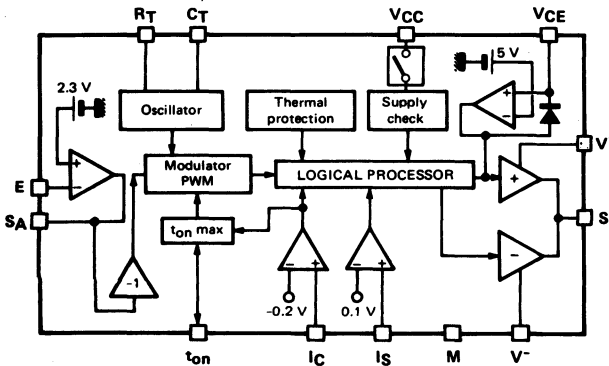 RT CT VCC VCE
5 V
2.3 V
Oscillator
Thermal protection
Supply check
+
−
+
−
E
Modulator PWM
LOGICAL PROCESSOR
+
V
SA
ton max
S
-1
−
− +
− +
-0.2 V
0.1 V
ton IC IS M V-